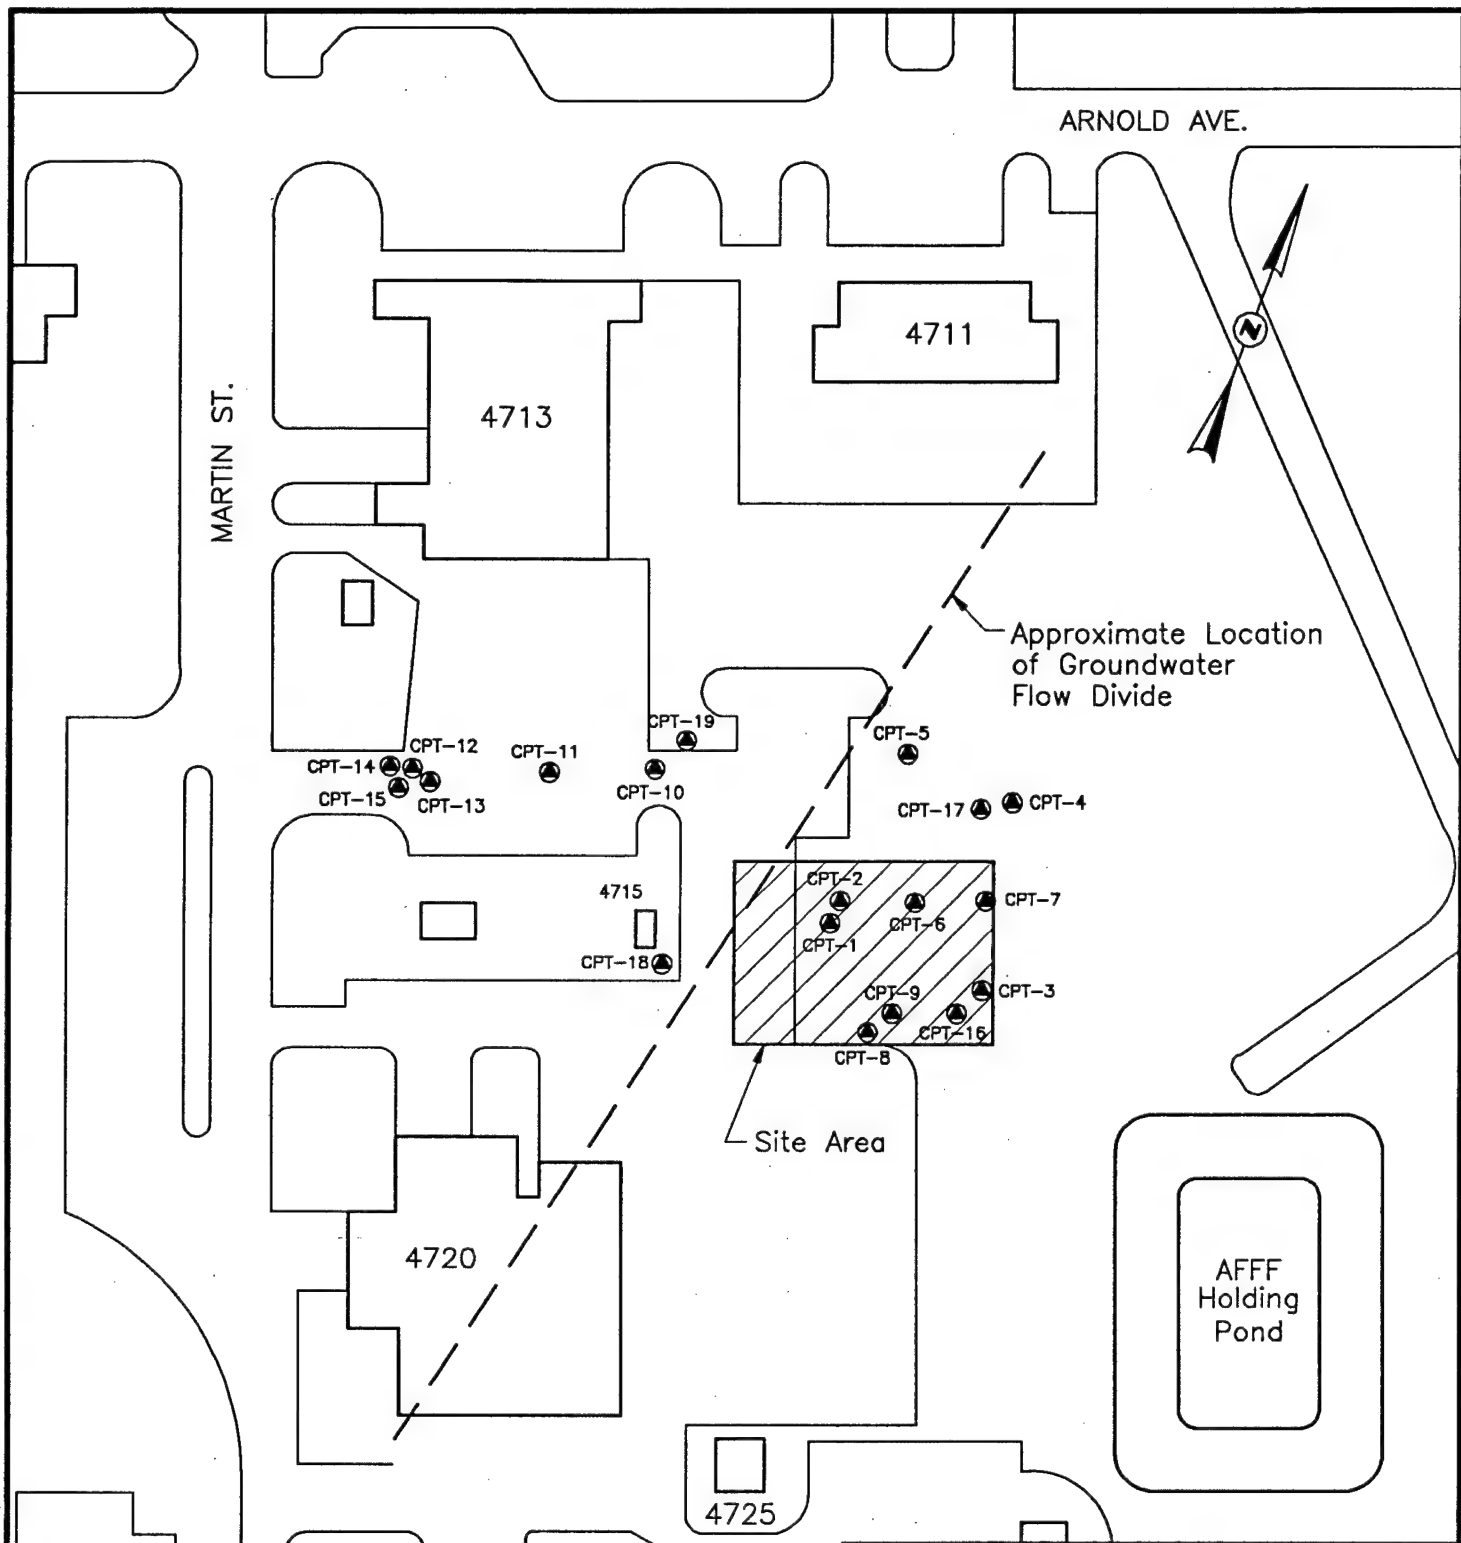 ARNOLD AVE.
N
4711
4713
MARTIN ST.
Approximate Location
of Groundwater
Flow Divide
CPT-19
CPT-5
CPT-12
CPT-11
CPT-14
CPT-10
CPT-15
CPT-13
CPT-17
CPT-4
CPT-2
4715
CPT-7
CPT-6
CPT-1
CPT-18
CPT-9
CPT-3
CPT-16
CPT-8
Site Area
4720
AFFF
Holding
Pond
4725